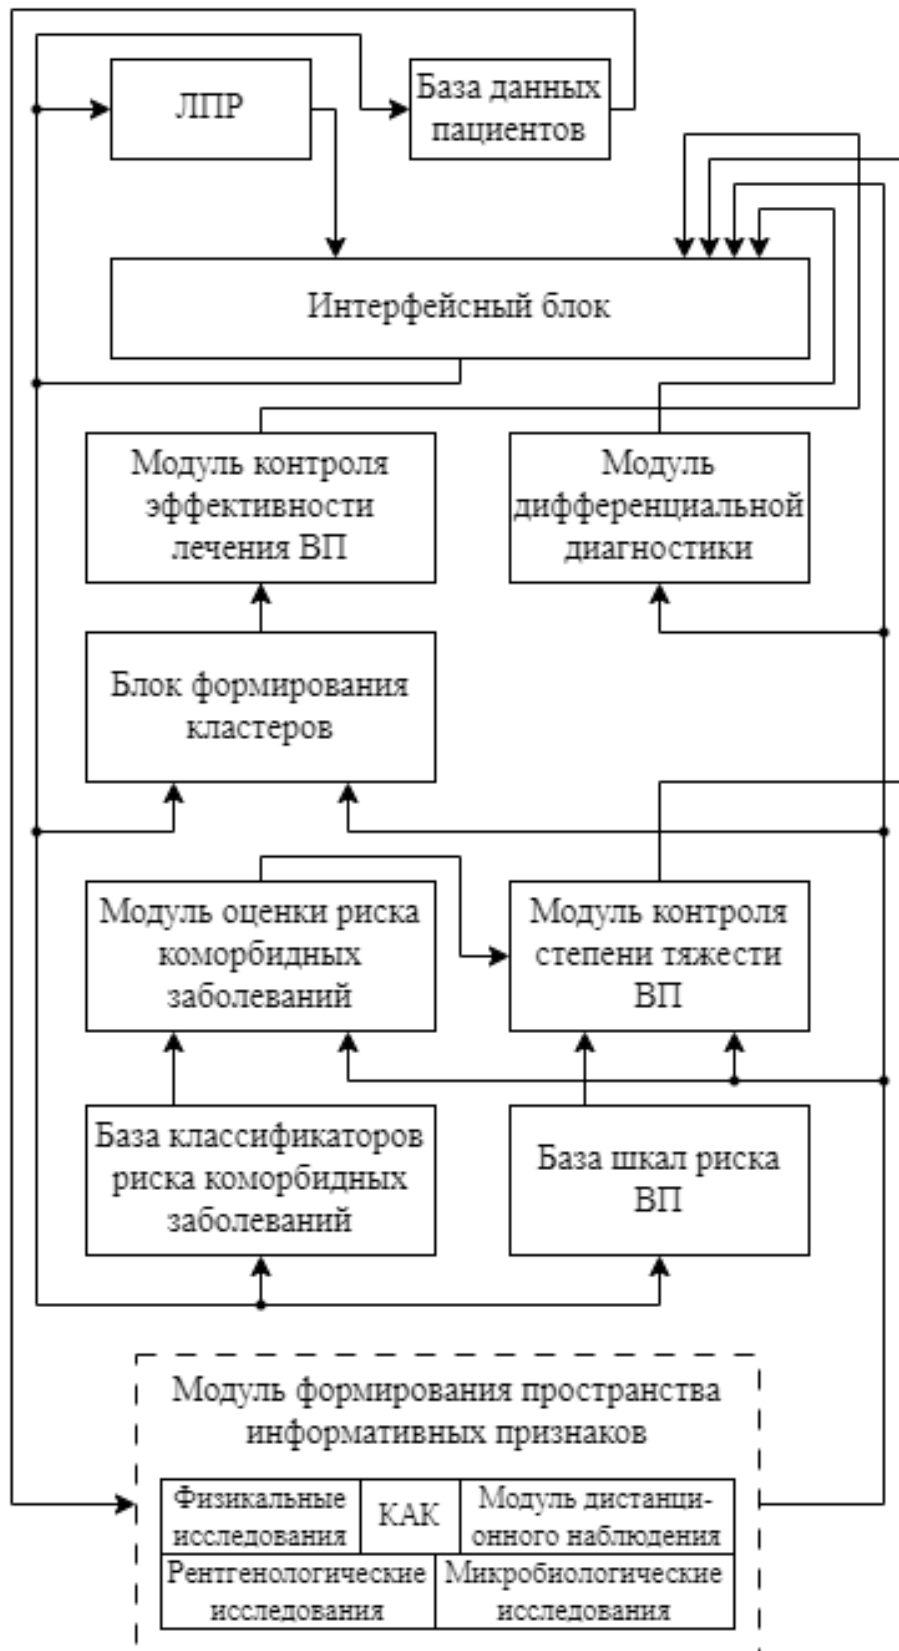 ЛПР
База данных
пациентов
Интерфейсный блок
Модуль контроля
эффективности
лечения ВП
Модуль
дифференциальной
диагностики
Блок формирования
кластеров
Модуль оценки риска
коморбидных
заболеваний
Модуль контроля
степени тяжести
ВП
База классификаторов
риска коморбидных
заболеваний
База шкал риска
ВП
Модуль формирования пространства
информативных признаков
Физикальные
исследования
КАК
Модуль дистанци-
онного наблюдения
Рентгенологические
исследования
Микробиологические
исследования